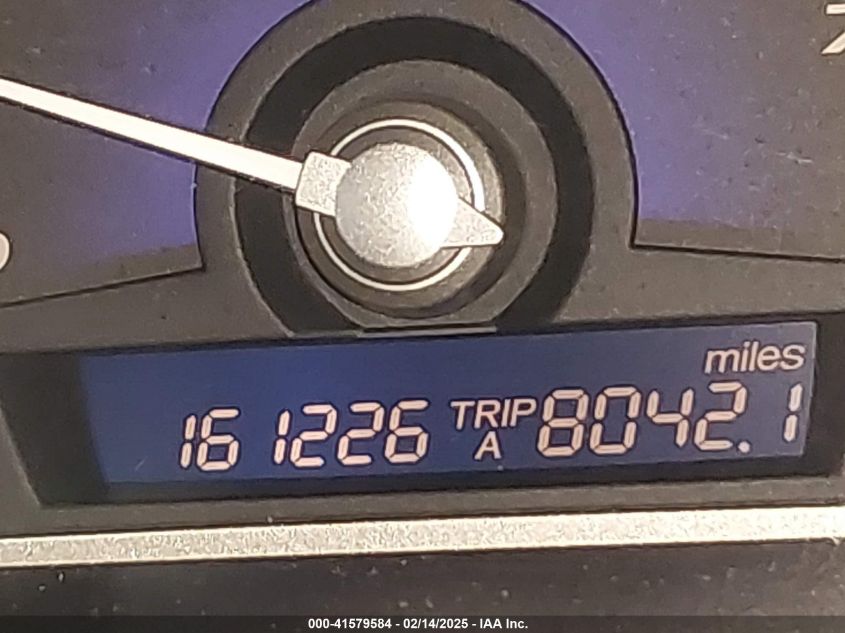 miles
161226 TRIP A 8042.1
000-41579584 - 02/14/2025 - IAA Inc.